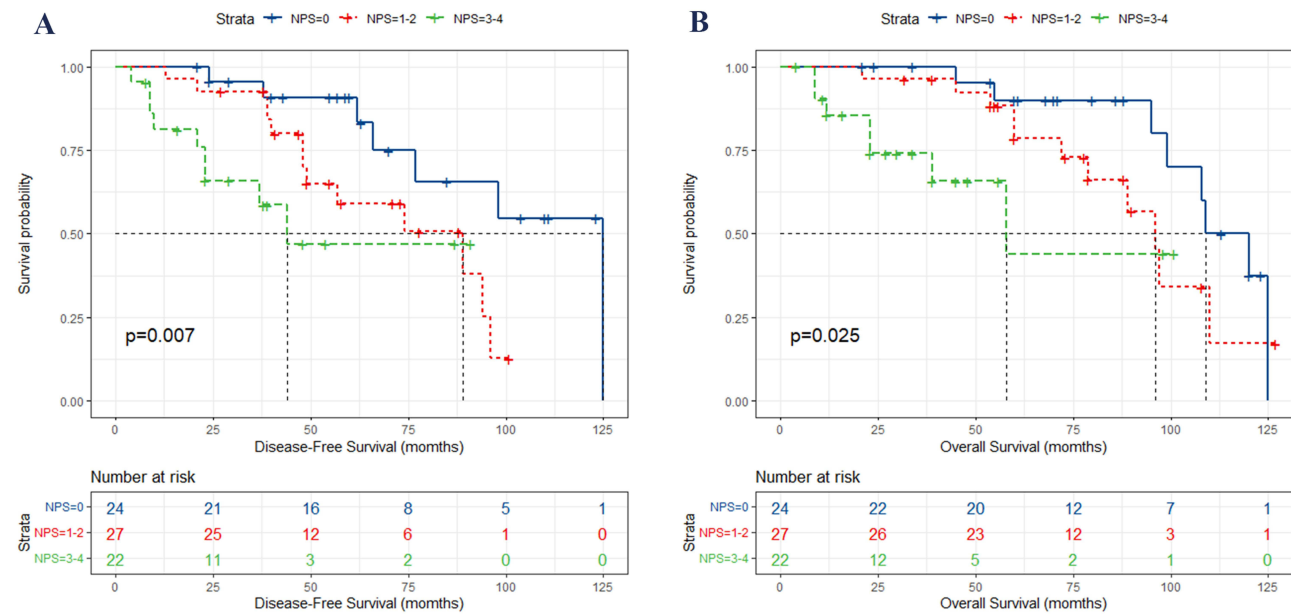 A
Strata NPS=0 NPS=1-2 NPS=3-4
1.00
0.75
0.50
0.25
0.00
Survival probability
p=0.007
0 25 50 75 100 125
Disease-Free Survival (momths)
Number at risk
Strata
NPS=0 24 21 16 8 5 1
NPS=1-2 27 25 12 6 1 0
NPS=3-4 22 11 3 2 0 0
0 25 50 75 100 125
Disease-Free Survival (momths)
B
Strata NPS=0 NPS=1-2 NPS=3-4
1.00
0.75
0.50
0.25
0.00
Survival probability
p=0.025
0 25 50 75 100 125
Overall Survival (momths)
Number at risk
Strata
NPS=0 24 22 20 12 7 1
NPS=1-2 27 26 23 12 3 1
NPS=3-4 22 12 5 2 1 0
0 25 50 75 100 125
Overall Survival (momths)